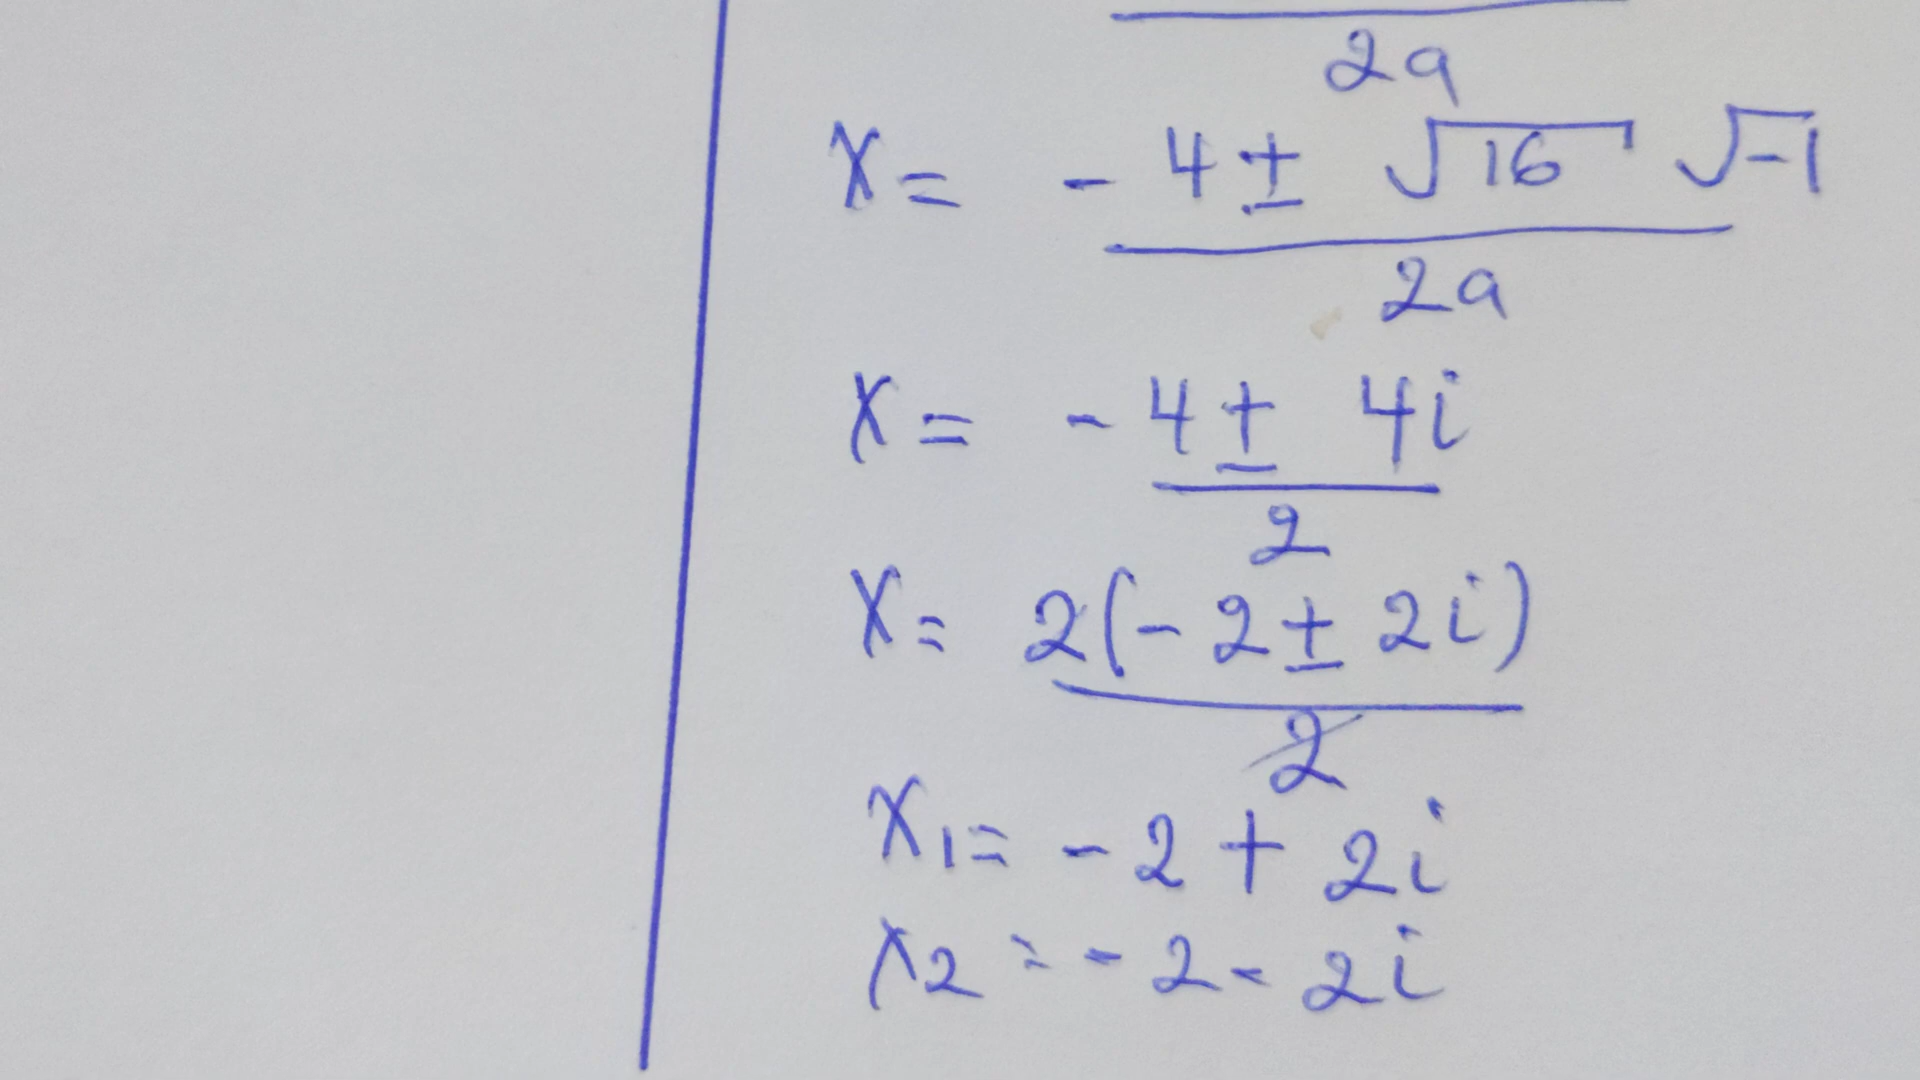 2a
x = - 4 ± √16 √-1
2a
x = - 4 ± 4i
2
x = 2(- 2 ± 2i)
2
x1 = - 2 + 2i
x2 = - 2 - 2i